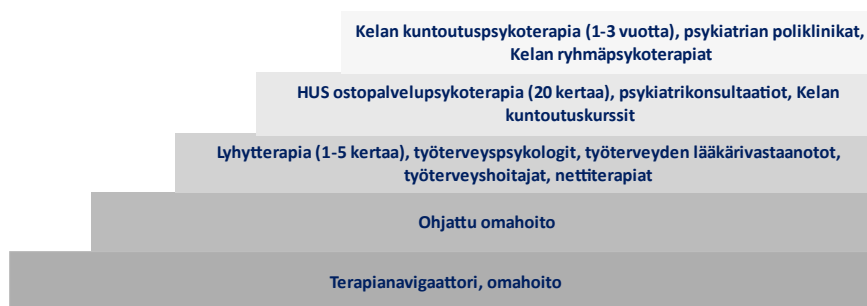 Kelan kuntoutuspsykoterapia (1-3 vuotta), psykiatrian poliklinikat,
Kelan ryhmäpsykoterapiat
HUS ostopalvelupsykoterapia (20 kertaa), psykiatrikonsultaatiot, Kelan
kuntoutuskurssit
Lyhytterapia (1-5 kertaa), työterveyspsykologit, työterveyden lääkärivastaanotot,
työterveyshoitajat, nettiterapiat
Ohjattu omahoito
Terapianavigaattori, omahoito